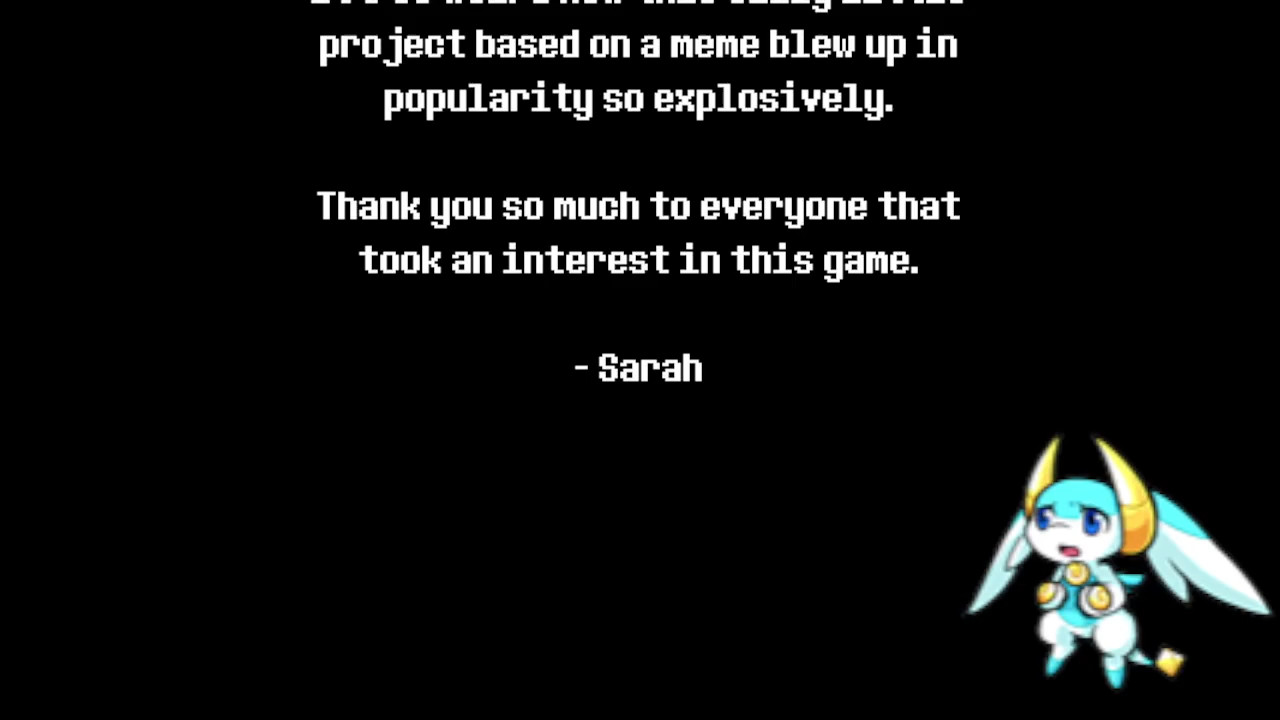 project based on a meme blew up in
popularity so explosively.
Thank you so much to everyone that
took an interest in this game.
- Sarah